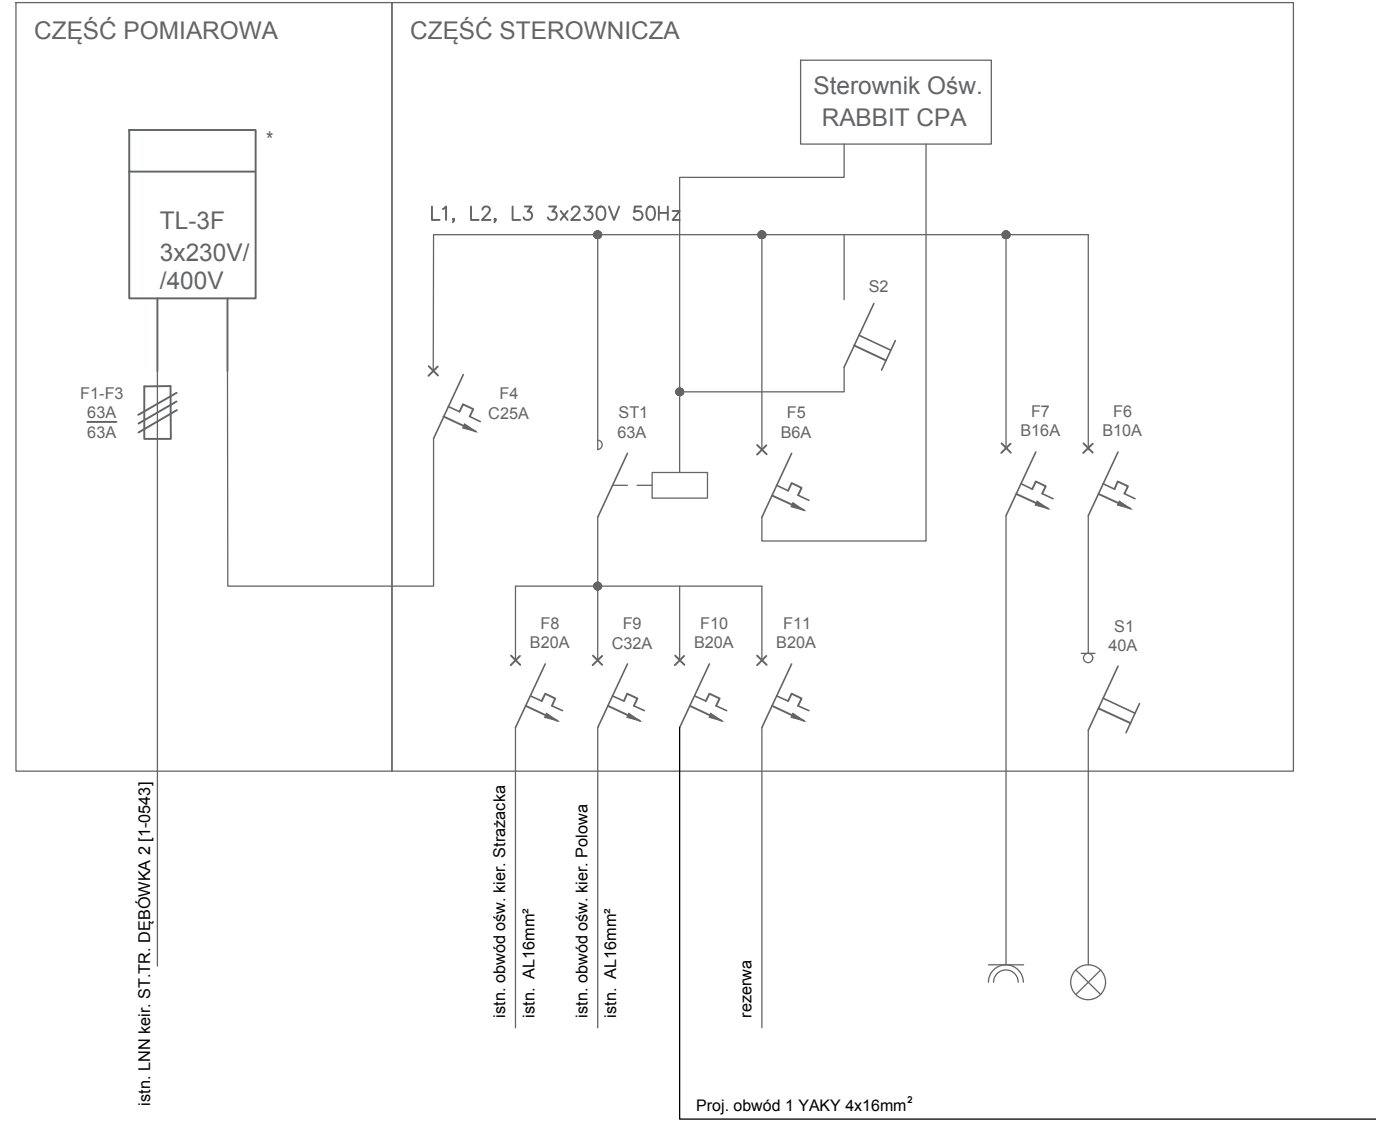 CZĘŚĆ POMIAROWA
CZĘŚĆ STEROWNICZA
Sterownik Ośw.
RABBIT CPA
*
TL-3F
3x230V/
/400V
L1, L2, L3 3x230V 50Hz
S2
F1-F3
63A
63A
F4
C25A
ST1
63A
F5
B6A
F7
B16A
F6
B10A
F8
B20A
F9
C32A
F10
B20A
F11
B20A
S1
40A
istn. LNN keir. ST.TR. DĘBÓWKA 2 [1-0543]
istn. obwód ośw. kier. Strażacka
istn. AL16mm²
istn. obwód ośw. kier. Polowa
istn. AL16mm²
rezerwa
Proj. obwód 1 YAKY 4x16mm²